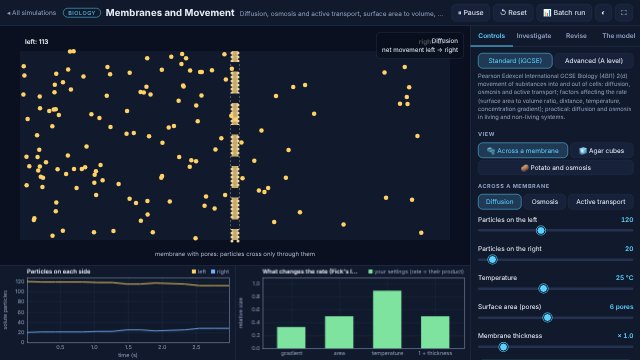 ◂ All simulations BIOLOGY Membranes and Movement Diffusion, osmosis and active transport, surface area to volume, ... Pause Reset Batch run
left: 113
Diffusion
net movement left → right
membrane with pores: particles cross only through them
Particles on each side left right
solute particles
120
100
80
60
40
20
0
0.5 1.0 1.5 2.0 2.5
time (s)
What changes the rate (Fick's l... your settings (rate ∝ their product)
relative size
1.0
0.8
0.6
0.4
0.2
0.0
gradient area temperature 1 ÷ thickness
Controls Investigate Revise The model
Standard (IGCSE) Advanced (A level)
Pearson Edexcel International GCSE Biology (4BI1) 2(d)
movement of substances into and out of cells: diffusion,
osmosis and active transport; factors affecting the rate
(surface area to volume ratio, distance, temperature,
concentration gradient); practical: diffusion and osmosis
in living and non-living systems.
VIEW
Across a membrane Agar cubes
Potato and osmosis
ACROSS A MEMBRANE
Diffusion Osmosis Active transport
Particles on the left 120
Particles on the right 20
Temperature 25 °C
Surface area (pores) 6 pores
Membrane thickness × 1.0